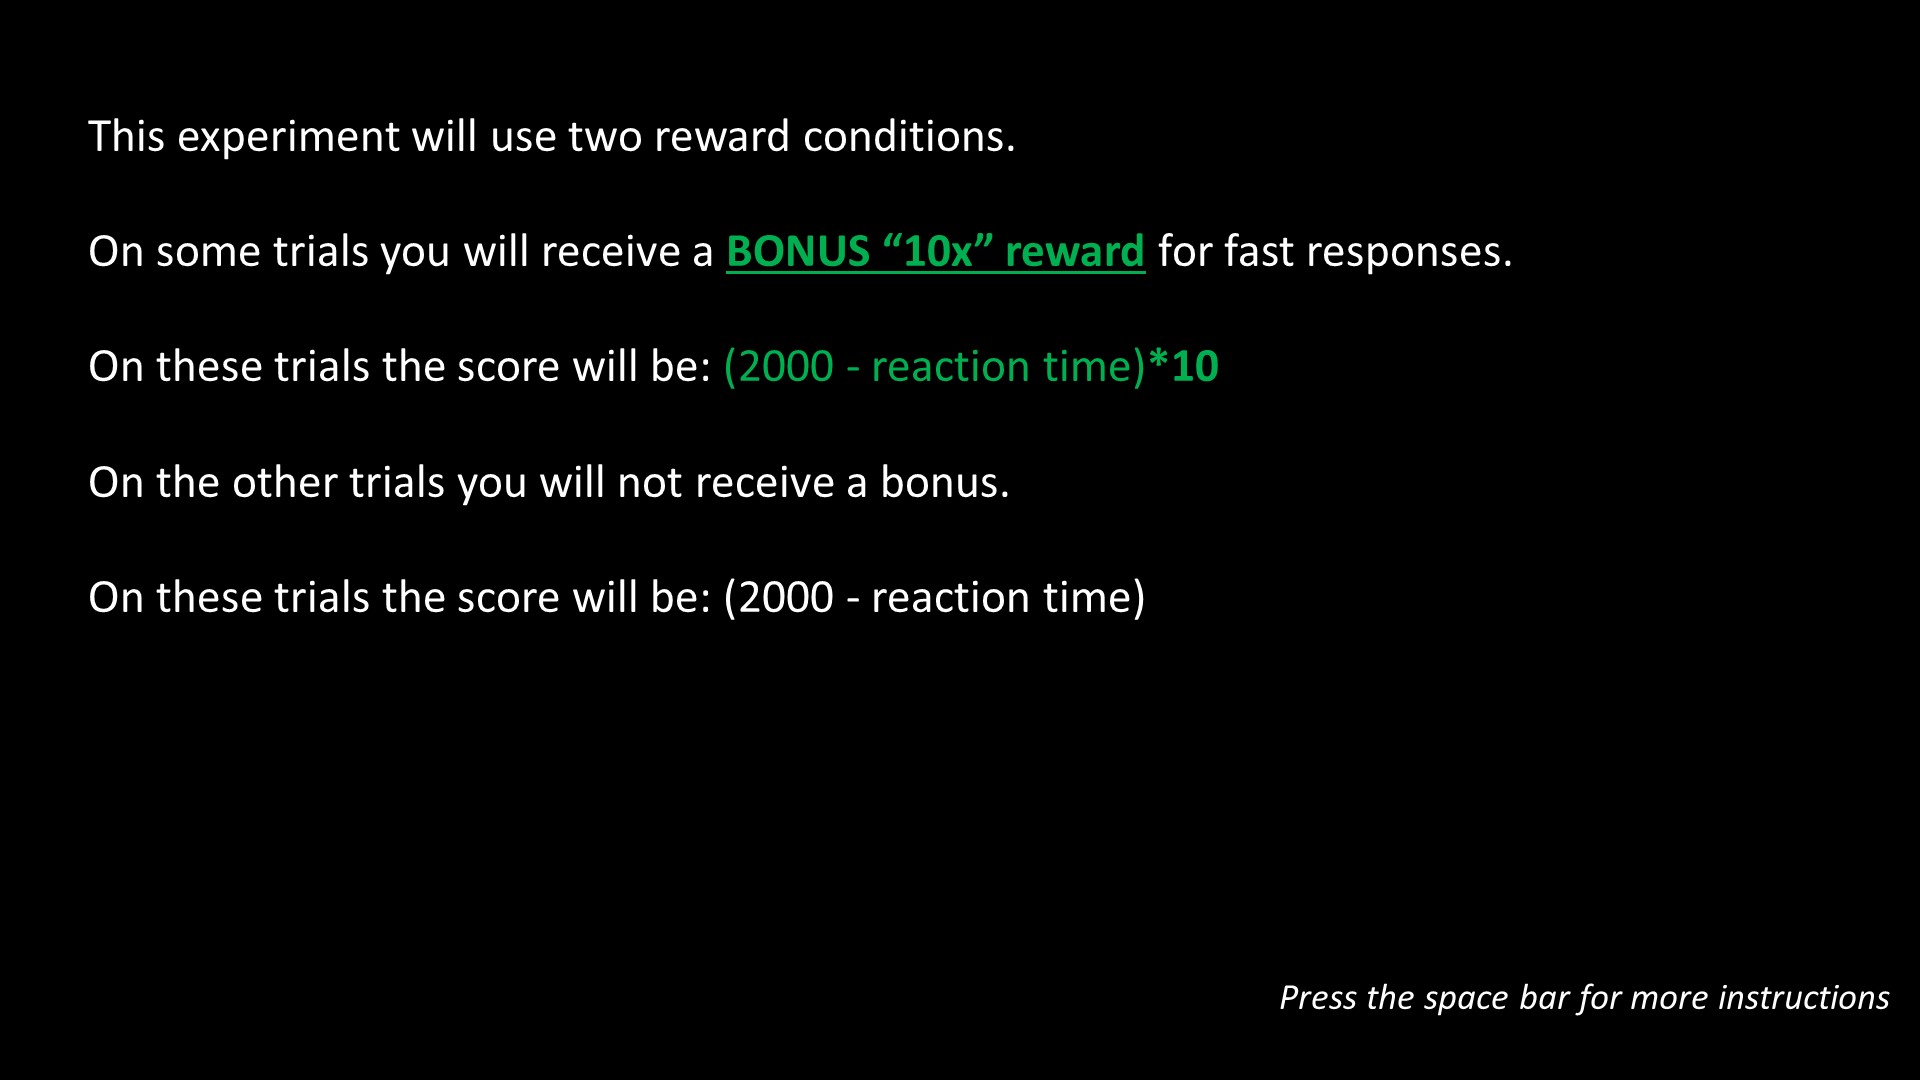 This experiment will use two reward conditions.
On some trials you will receive a BONUS “10x” reward for fast responses.
On these trials the score will be: (2000 - reaction time)*10
On the other trials you will not receive a bonus.
On these trials the score will be: (2000 - reaction time)
Press the space bar for more instructions